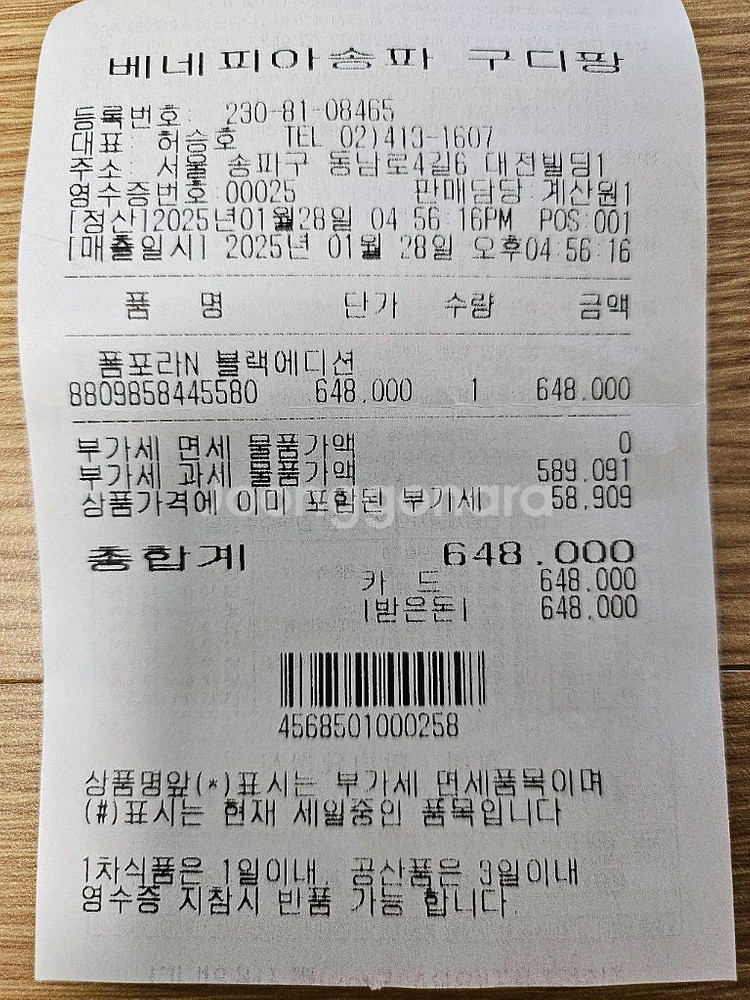 베네피아송파 구디팡
등록번호: 230-81-08465
대표: 허승호 TEL 02)413-1607
주소: 서울 송파구 동남로4길6 대전빌딩1
영수증번호:00025 판매담당:계산원1
[정산]2025년01월28일 04:56:16PM POS:001
[매출일시] 2025년 01월 28일 오후04:56:16
품 명 단가 수량 금액
폼포라N 블랙에디션
8809858445580 648,000 1 648,000
부가세 면세 물품가액 0
부가세 과세 물품가액 589,091
상품가격에 이미 포함된 부가세 58,909
Joonggonara
총합계 648,000
카 드 648,000
[받은돈] 648,000
4568501000258
상품명앞(*)표시는 부가세 면세품목이며
(#)표시는 현재 세일중인 품목입니다
1차식품은 1일이내, 공산품은 3일이내
영수증 지참시 반품 가능 합니다.